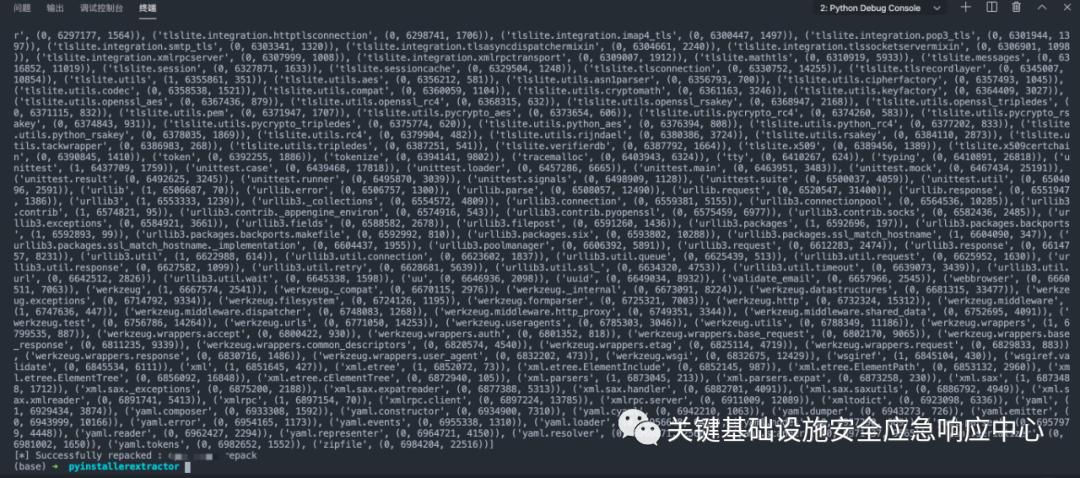 问题 输出 调试控制台 终端 2: Python Debug Console
r', (0, 6297177, 1564)), ('tlslite.integration.httptlsconnection', (0, 6298741, 1706)), ('tlslite.integration.imap4_tls', (0, 6300447, 1497)), ('tlslite.integration.pop3_tls', (0, 6301944, 13
97)), ('tlslite.integration.smtp_tls', (0, 6303341, 1320)), ('tlslite.integration.tlsasyncdispatchermixin', (0, 6304661, 2240)), ('tlslite.integration.tlssocketservermixin', (0, 6306901, 1098
)), ('tlslite.integration.xmlrpcserver', (0, 6307999, 1008)), ('tlslite.integration.xmlrpctransport', (0, 6309007, 1912)), ('tlslite.mathtls', (0, 6310919, 5933)), ('tlslite.messages', (0, 63
16852, 11019)), ('tlslite.session', (0, 6327871, 1633)), ('tlslite.sessioncache', (0, 6329504, 1248)), ('tlslite.tlsconnection', (0, 6330752, 14255)), ('tlslite.tlsrecordlayer', (0, 6345007,
10854)), ('tlslite.utils', (1, 6355861, 351)), ('tlslite.utils.aes', (0, 6356212, 581)), ('tlslite.utils.asn1parser', (0, 6356793, 700)), ('tlslite.utils.cipherfactory', (0, 6357493, 1045)),
('tlslite.utils.codec', (0, 6358538, 1521)), ('tlslite.utils.compat', (0, 6360059, 1104)), ('tlslite.utils.cryptomath', (0, 6361163, 3246)), ('tlslite.utils.keyfactory', (0, 6364409, 3027)),
('tlslite.utils.openssl_aes', (0, 6367436, 879)), ('tlslite.utils.openssl_rc4', (0, 6368315, 632)), ('tlslite.utils.openssl_rsakey', (0, 6368947, 2168)), ('tlslite.utils.openssl_tripledes', (
0, 6371115, 832)), ('tlslite.utils.pem', (0, 6371947, 1707)), ('tlslite.utils.pycrypto_aes', (0, 6373654, 606)), ('tlslite.utils.pycrypto_rc4', (0, 6374260, 583)), ('tlslite.utils.pycrypto_rs
akey', (0, 6374843, 931)), ('tlslite.utils.pycrypto_tripledes', (0, 6375774, 620)), ('tlslite.utils.python_aes', (0, 6376394, 808)), ('tlslite.utils.python_rc4', (0, 6377202, 833)), ('tlslite
.utils.python_rsakey', (0, 6378035, 1869)), ('tlslite.utils.rc4', (0, 6379904, 482)), ('tlslite.utils.rijndael', (0, 6380386, 3724)), ('tlslite.utils.rsakey', (0, 6384110, 2873)), ('tlslite.u
tils.tackwrapper', (0, 6386983, 268)), ('tlslite.utils.tripledes', (0, 6387251, 541)), ('tlslite.verifierdb', (0, 6387792, 1664)), ('tlslite.x509', (0, 6389456, 1389)), ('tlslite.x509certchai
n', (0, 6390845, 1410)), ('token', (0, 6392255, 1886)), ('tokenize', (0, 6394141, 9802)), ('tracemalloc', (0, 6403943, 6324)), ('tty', (0, 6410267, 624)), ('typing', (0, 6410891, 26818)), ('u
nittest', (1, 6437709, 1759)), ('unittest.case', (0, 6439468, 17818)), ('unittest.loader', (0, 6457286, 6665)), ('unittest.main', (0, 6463951, 3483)), ('unittest.mock', (0, 6467434, 25191)),
('unittest.result', (0, 6492625, 3245)), ('unittest.runner', (0, 6495870, 3039)), ('unittest.signals', (0, 6498909, 1128)), ('unittest.suite', (0, 6500037, 4059)), ('unittest.util', (0, 65040
96, 2591)), ('urllib', (1, 6506687, 70)), ('urllib.error', (0, 6506757, 1300)), ('urllib.parse', (0, 6508057, 12490)), ('urllib.request', (0, 6520547, 31400)), ('urllib.response', (0, 6551947
, 1386)), ('urllib3', (1, 6553333, 1239)), ('urllib3._collections', (0, 6554572, 4809)), ('urllib3.connection', (0, 6559381, 5155)), ('urllib3.connectionpool', (0, 6564536, 10285)), ('urllib3
.contrib', (1, 6574821, 95)), ('urllib3.contrib._appengine_environ', (0, 6574916, 543)), ('urllib3.contrib.pyopenssl', (0, 6575459, 6977)), ('urllib3.contrib.socks', (0, 6582436, 2485)), ('ur
llib3.exceptions', (0, 6584921, 3661)), ('urllib3.fields', (0, 6588582, 2678)), ('urllib3.filepost', (0, 6591260, 1436)), ('urllib3.packages', (1, 6592696, 197)), ('urllib3.packages.backports
', (1, 6592893, 99)), ('urllib3.packages.backports.makefile', (0, 6592992, 810)), ('urllib3.packages.six', (0, 6593802, 10288)), ('urllib3.packages.ssl_match_hostname', (1, 6604090, 347)), ('
urllib3.packages.ssl_match_hostname._implementation', (0, 6604437, 1955)), ('urllib3.poolmanager', (0, 6606392, 5891)), ('urllib3.request', (0, 6612283, 2474)), ('urllib3.response', (0, 66147
57, 8231)), ('urllib3.util', (1, 6622988, 614)), ('urllib3.util.connection', (0, 6623602, 1837)), ('urllib3.util.queue', (0, 6625439, 513)), ('urllib3.util.request', (0, 6625952, 1630)), ('ur
llib3.util.response', (0, 6627582, 1099)), ('urllib3.util.retry', (0, 6628681, 5639)), ('urllib3.util.ssl_', (0, 6634320, 4753)), ('urllib3.util.timeout', (0, 6639073, 3439)), ('urllib3.util.
url', (0, 6642512, 2826)), ('urllib3.util.wait', (0, 6645338, 1598)), ('uu', (0, 6646936, 2098)), ('uuid', (0, 6649034, 8932)), ('validate_email', (0, 6657966, 2545)), ('webbrowser', (0, 6660
511, 7063)), ('werkzeug', (1, 6667574, 2541)), ('werkzeug._compat', (0, 6670115, 2976)), ('werkzeug._internal', (0, 6673091, 8224)), ('werkzeug.datastructures', (0, 6681315, 33477)), ('werkze
ug.exceptions', (0, 6714792, 9334)), ('werkzeug.filesystem', (0, 6724126, 1195)), ('werkzeug.formparser', (0, 6725321, 7003)), ('werkzeug.http', (0, 6732324, 15312)), ('werkzeug.middleware',
(1, 6747636, 447)), ('werkzeug.middleware.dispatcher', (0, 6748083, 1268)), ('werkzeug.middleware.http_proxy', (0, 6749351, 3344)), ('werkzeug.middleware.shared_data', (0, 6752695, 4091)), ('
werkzeug.test', (0, 6756786, 14264)), ('werkzeug.urls', (0, 6771050, 14253)), ('werkzeug.useragents', (0, 6785303, 3046)), ('werkzeug.utils', (0, 6788349, 11186)), ('werkzeug.wrappers', (1, 6
799535, 887)), ('werkzeug.wrappers.accept', (0, 6800422, 930)), ('werkzeug.wrappers.auth', (0, 6801352, 818)), ('werkzeug.wrappers.base_request', (0, 6802170, 9065)), ('werkzeug.wrappers.base
_response', (0, 6811235, 9339)), ('werkzeug.wrappers.common_descriptors', (0, 6820574, 4540)), ('werkzeug.wrappers.etag', (0, 6825114, 4719)), ('werkzeug.wrappers.request', (0, 6829833, 883))
, ('werkzeug.wrappers.response', (0, 6830716, 1486)), ('werkzeug.wrappers.user_agent', (0, 6832202, 473)), ('werkzeug.wsgi', (0, 6832675, 12429)), ('wsgiref', (1, 6845104, 430)), ('wsgiref.va
lidate', (0, 6845534, 6111)), ('xml', (1, 6851645, 427)), ('xml.etree', (1, 6852072, 73)), ('xml.etree.ElementInclude', (0, 6852145, 987)), ('xml.etree.ElementPath', (0, 6853132, 2960)), ('xm
l.etree.ElementTree', (0, 6856092, 16848)), ('xml.etree.cElementTree', (0, 6872940, 105)), ('xml.parsers', (1, 6873045, 213)), ('xml.parsers.expat', (0, 6873258, 230)), ('xml.sax', (1, 687348
8, 1712)), ('xml.sax._exceptions', (0, 6875200, 2188)), ('xml.sax.expatreader', (0, 6877388, 5313)), ('xml.sax.handler', (0, 6882701, 4091)), ('xml.sax.saxutils', (0, 6886792, 4949)), ('xml.s
ax.xmlreader', (0, 6891741, 5413)), ('xmlrpc', (1, 6897154, 70)), ('xmlrpc.client', (0, 6897224, 13785)), ('xmlrpc.server', (0, 6911009, 12089)), ('xmltodict', (0, 6923098, 6336)), ('yaml', (
1, 6929434, 3874)), ('yaml.composer', (0, 6933308, 1592)), ('yaml.constructor', (0, 6934900, 7310)), ('yaml.cy (0, 6942210, 1063)), umper', (0, 6943273, 726)), ('yaml.emitter
(0, 6943999, 10166)), ('yaml.error', (0, 6954165, 1173)), ('yaml.events', (0, 6955338, 1310)), ('yaml.loade 695797
9, 4448)), ('yaml.reader', (0, 6962427, 2294)), ('yaml.representer', (0, 6964721, 4150)), ('yaml.resolver'
6981002, 1650)), ('yaml.tokens', (0, 6982652, 1552)), ('zipfile', (0, 6984204, 22516))]
关键基础设施安全应急响应中心
[*] Successfully repacked : repack
(base) ➜ pyinstallerextractor